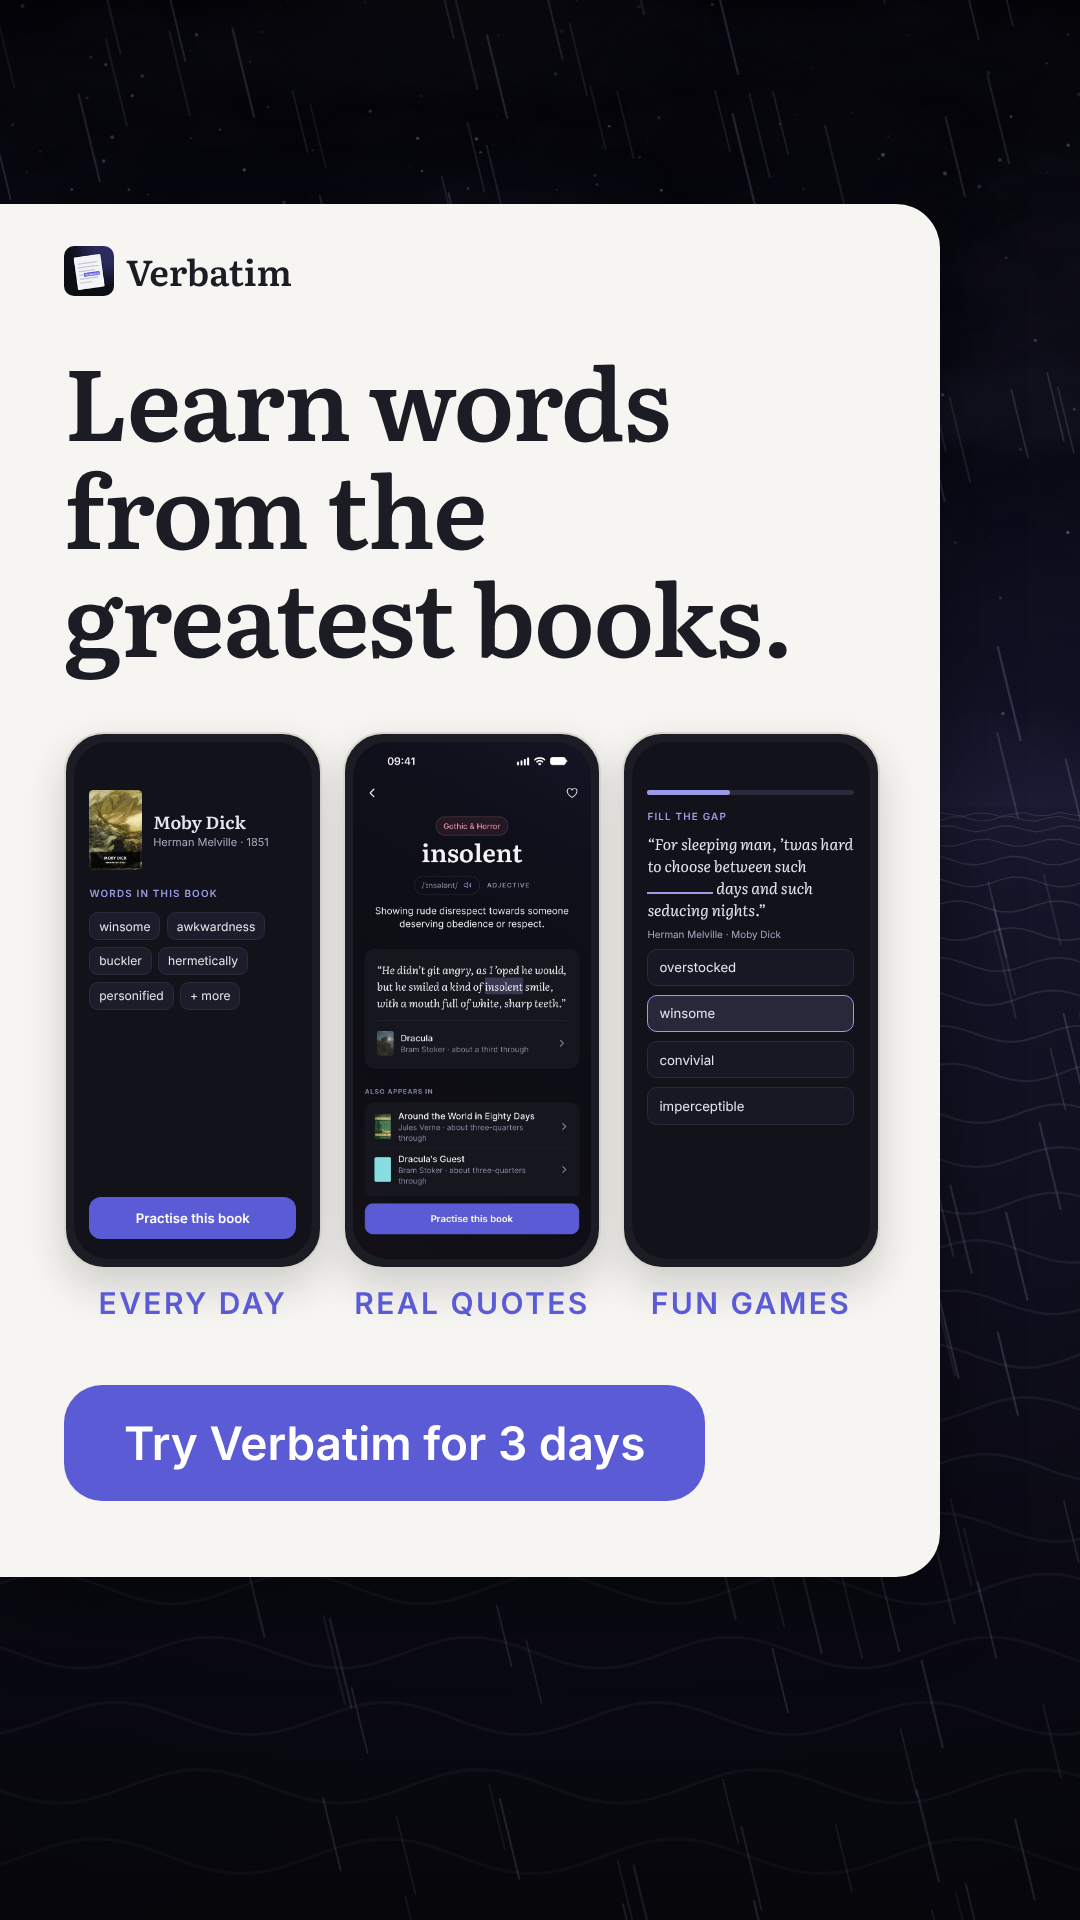 Verbatim
Learn words
from the
greatest books.
Moby Dick
Herman Melville · 1851
WORDS IN THIS BOOK
winsome
awkwardness
buckler
hermetically
personified
+ more
Practise this book
09:41
Gothic & Horror
insolent
/ˈɪnsələnt/
ADJECTIVE
Showing rude disrespect towards someone
deserving obedience or respect.
“He didn’t git angry, as I ’oped he would,
but he smiled a kind of insolent smile,
with a mouth full of white, sharp teeth.”
Dracula
Bram Stoker · about a third through
ALSO APPEARS IN
Around the World in Eighty Days
Jules Verne · about three-quarters
through
Dracula's Guest
Bram Stoker · about three-quarters
through
Practise this book
FILL THE GAP
“For sleeping man, ’twas hard
to choose between such
________ days and such
seducing nights.”
Herman Melville · Moby Dick
overstocked
winsome
convivial
imperceptible
EVERY DAY
REAL QUOTES
FUN GAMES
Try Verbatim for 3 days